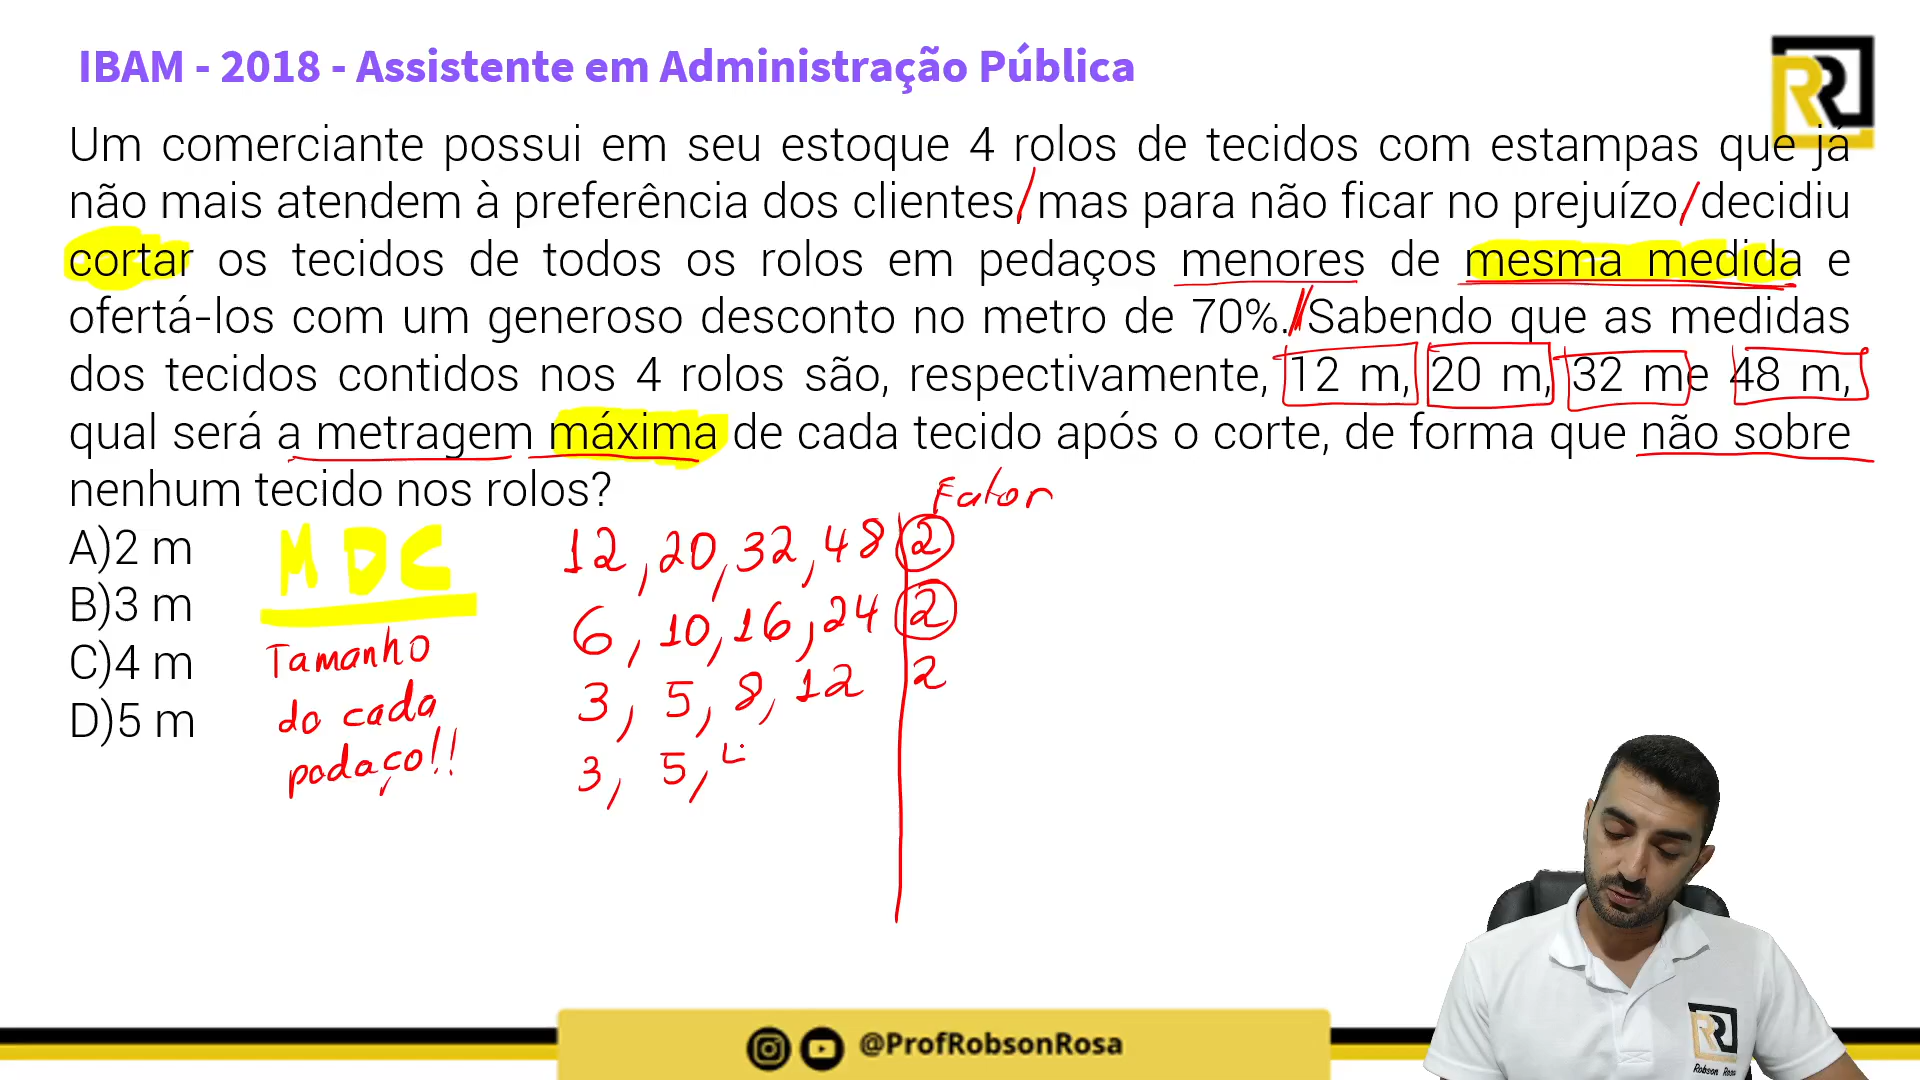 IBAM - 2018 - Assistente em Administração Pública
Um comerciante possui em seu estoque 4 rolos de tecidos com estampas que já
não mais atendem à preferência dos clientes/mas para não ficar no prejuízo/decidiu
cortar os tecidos de todos os rolos em pedaços menores de mesma medida e
ofertá-los com um generoso desconto no metro de 70%.//Sabendo que as medidas
dos tecidos contidos nos 4 rolos são, respectivamente, 12 m, 20 m, 32 m e 48 m,
qual será a metragem máxima de cada tecido após o corte, de forma que não sobre
nenhum tecido nos rolos?
A)2 m
B)3 m
C)4 m
D)5 m
MDC
Tamanho
do cada
pedaço!!
Fator
12, 20, 32, 48 2
6, 10, 16, 24 2
3, 5, 8, 12 2
3, 5,
@ProfRobsonRosa
RR
RR
Robson Rosa